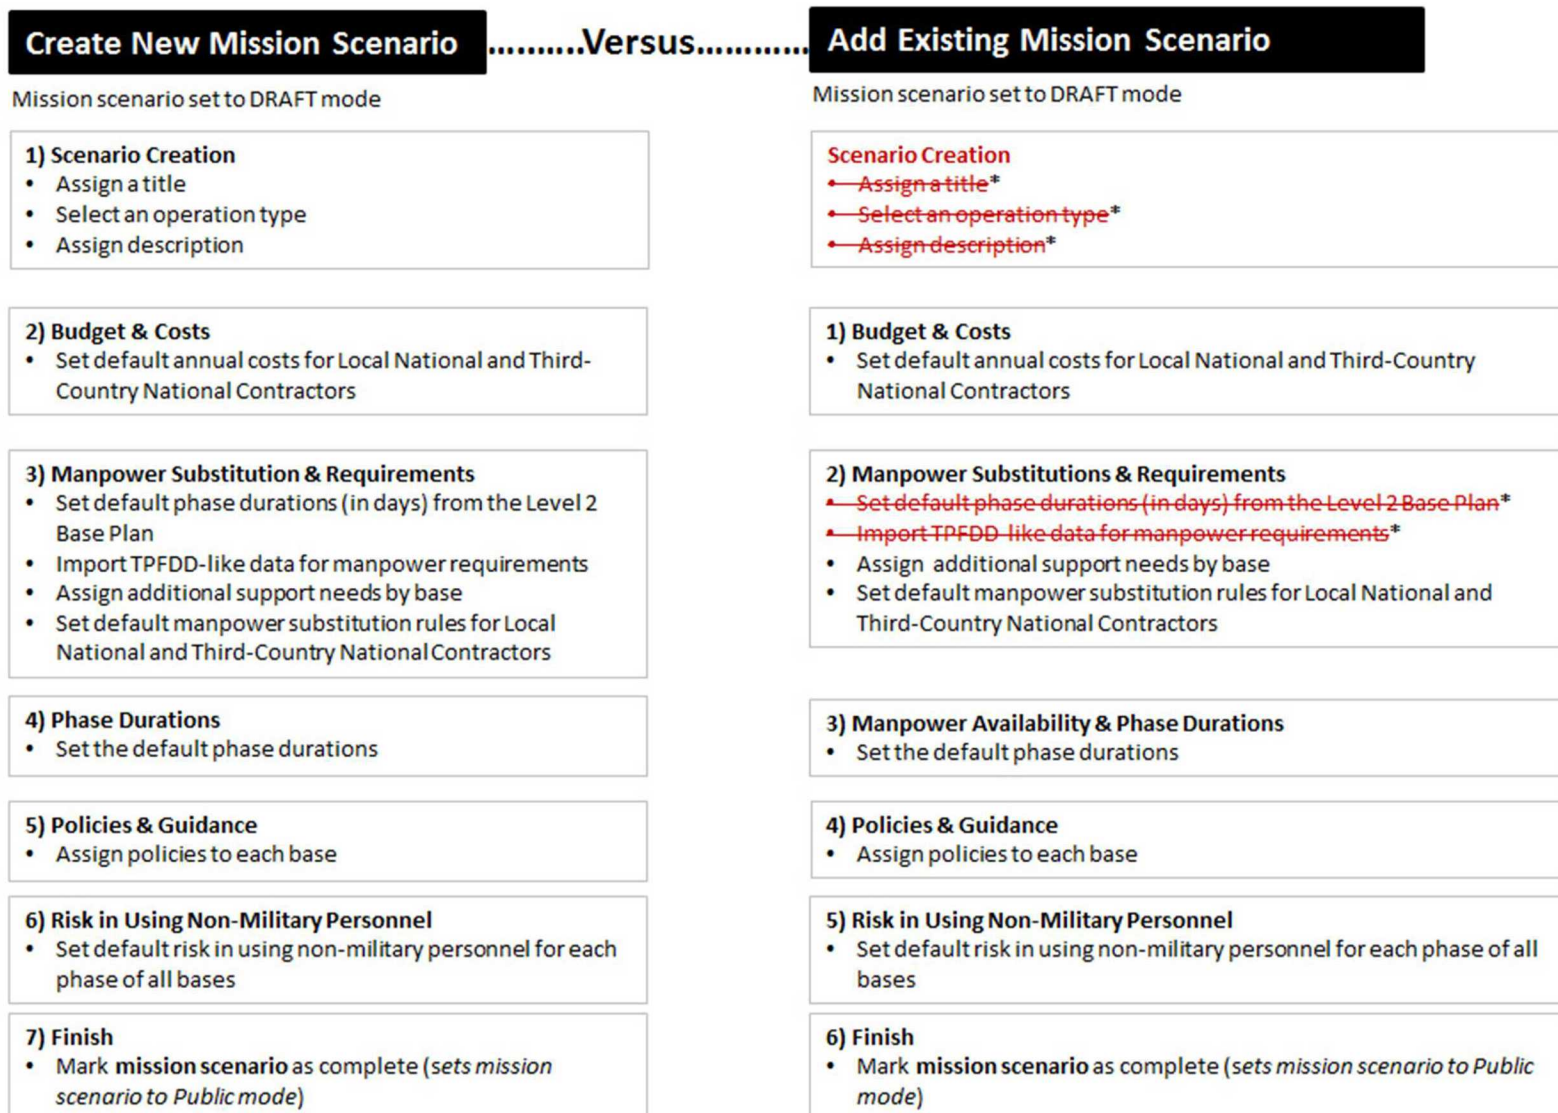 Create New Mission Scenario
..........Versus............
Add Existing Mission Scenario
Mission scenario set to DRAFT mode
1) Scenario Creation
• Assign a title
• Select an operation type
• Assign description
2) Budget & Costs
• Set default annual costs for Local National and Third-
Country National Contractors
3) Manpower Substitution & Requirements
• Set default phase durations (in days) from the Level 2
Base Plan
• Import TPFDD-like data for manpower requirements
• Assign additional support needs by base
• Set default manpower substitution rules for Local
National and Third-Country National Contractors
4) Phase Durations
• Set the default phase durations
5) Policies & Guidance
• Assign policies to each base
6) Risk in Using Non-Military Personnel
• Set default risk in using non-military personnel for each
phase of all bases
7) Finish
• Mark mission scenario as complete (sets mission
scenario to Public mode)
Mission scenario set to DRAFT mode
Scenario Creation
• Assign a title*
• Select an operation type*
• Assign description*
1) Budget & Costs
• Set default annual costs for Local National and Third-Country
National Contractors
2) Manpower Substitutions & Requirements
• Set default phase durations (in days) from the Level 2 Base Plan*
• Import TPFDD-like data for manpower requirements*
• Assign additional support needs by base
• Set default manpower substitution rules for Local National and
Third-Country National Contractors
3) Manpower Availability & Phase Durations
• Set the default phase durations
4) Policies & Guidance
• Assign policies to each base
5) Risk in Using Non-Military Personnel
• Set default risk in using non-military personnel for each phase of all
bases
6) Finish
• Mark mission scenario as complete (sets mission scenario to Public
mode)